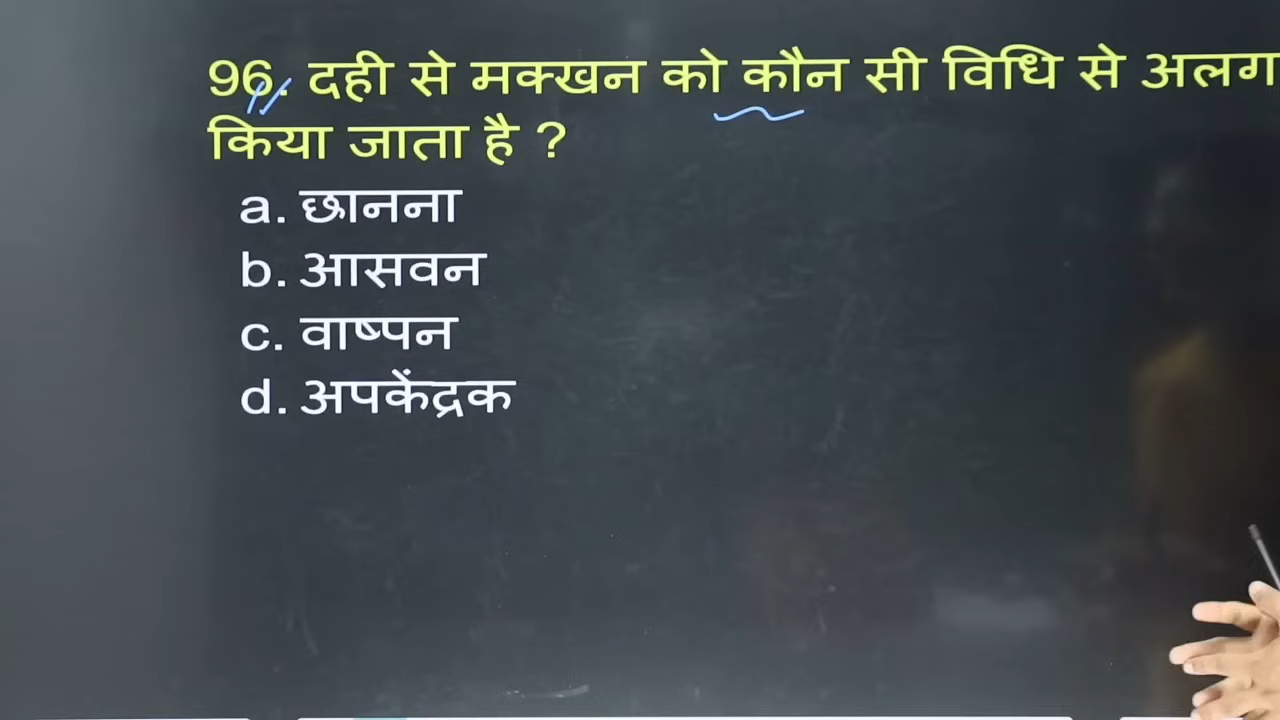 96. दही से मक्खन को कौन सी विधि से अलग
किया जाता है ?
a. छानना
b. आसवन
c. वाष्पन
d. अपकेंद्रक